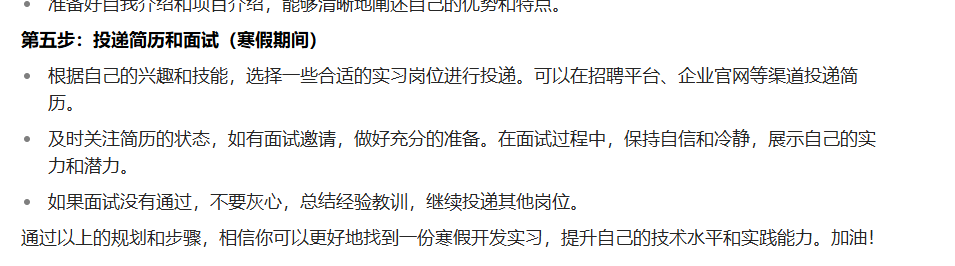 准备好自我介绍和项目介绍，能够清晰地阐述自己的优势和特点。
第五步：投递简历和面试（寒假期间）
根据自己的兴趣和技能，选择一些合适的实习岗位进行投递。可以在招聘平台、企业官网等渠道投递简
历。
及时关注简历的状态，如有面试邀请，做好充分的准备。在面试过程中，保持自信和冷静，展示自己的实
力和潜力。
如果面试没有通过，不要灰心，总结经验教训，继续投递其他岗位。
通过以上的规划和步骤，相信你可以更好地找到一份寒假开发实习，提升自己的技术水平和实践能力。加油！